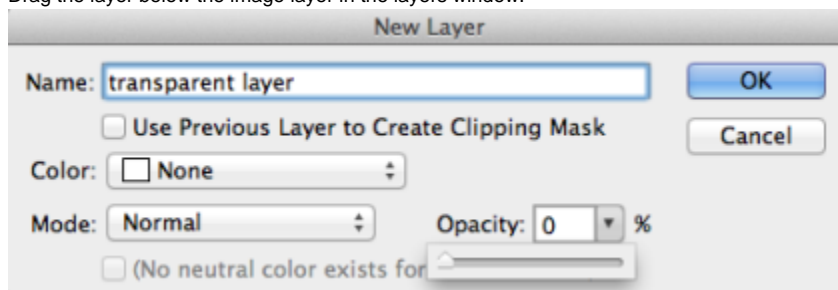 Drag the layer below the image layer in the layers window.
New Layer
Name: transparent layer
OK
Use Previous Layer to Create Clipping Mask
Cancel
Color: None
Mode: Normal Opacity: 0 %
(No neutral color exists for